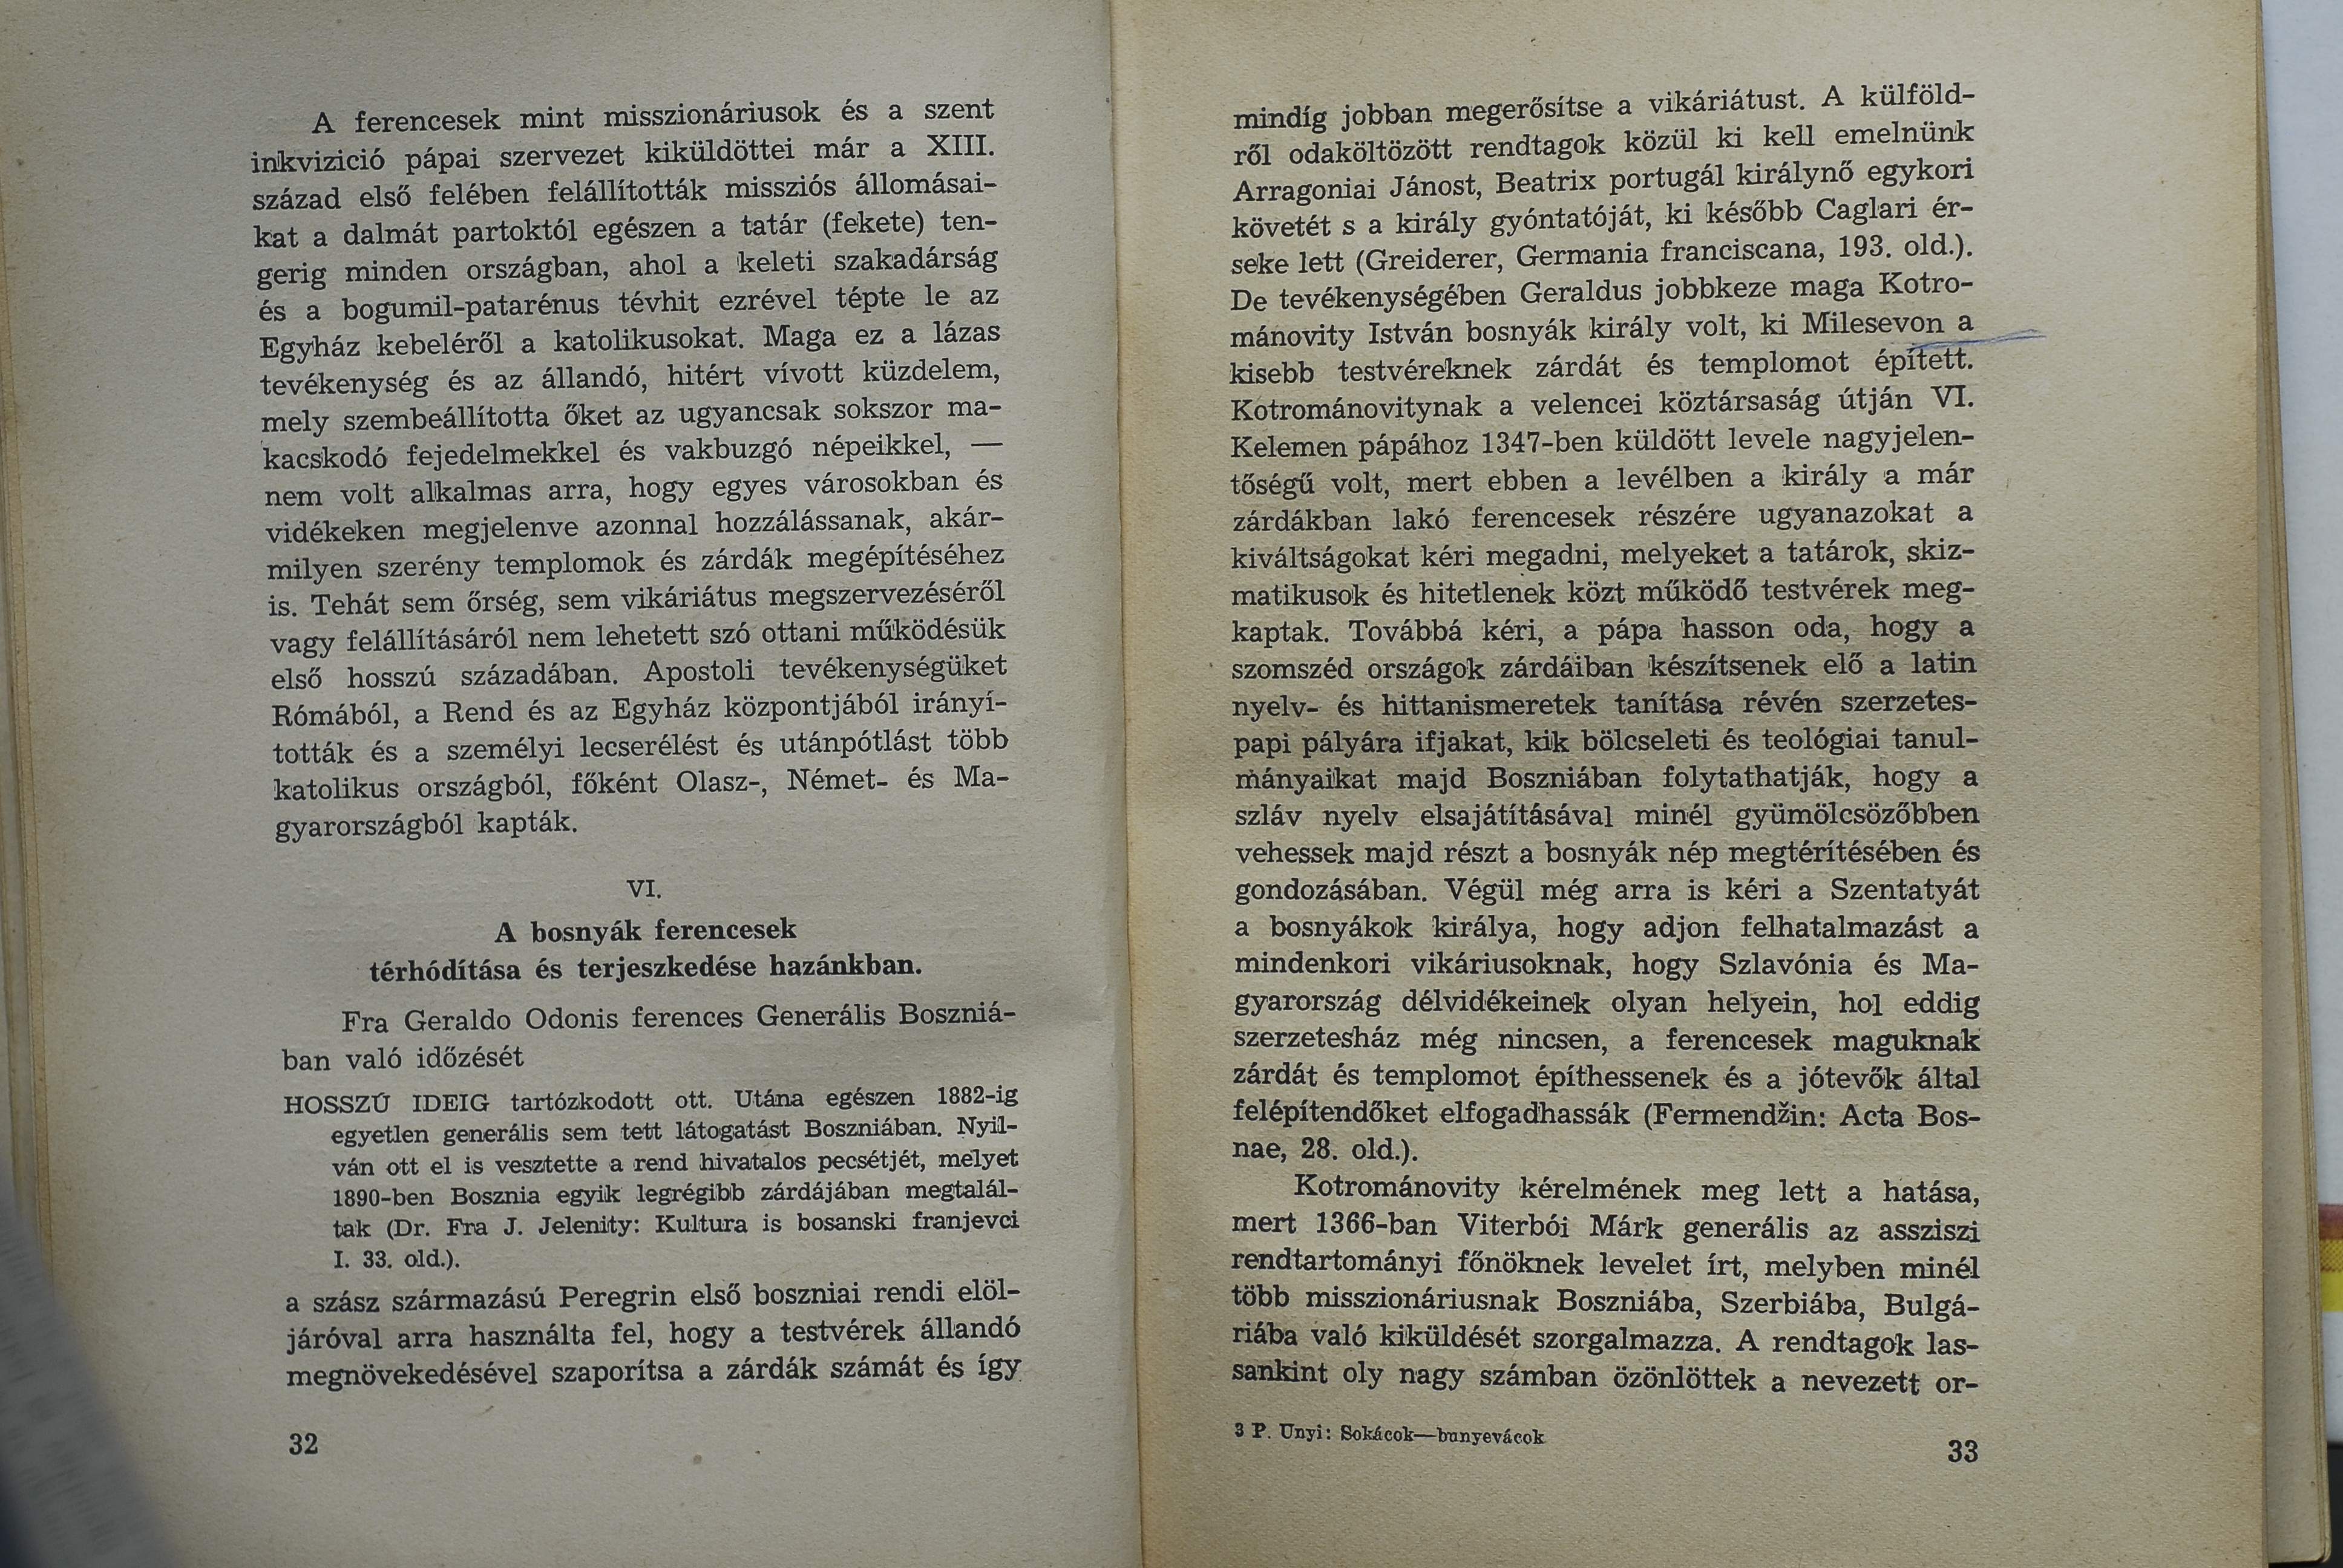 A ferencesek mint misszionáriusok és a szent
inkvizició pápai szervezet kiküldöttei már a XIII.
század első felében felállították missziós állomásai-
kat a dalmát partoktól egészen a tatár (fekete) ten-
gerig minden országban, ahol a keleti szakadárság
és a bogumil-patarénus tévhit ezrével tépte le az
Egyház kebeléről a katolikusokat. Maga ez a lázas
tevékenység és az állandó, hitért vívott küzdelem,
mely szembeállította őket az ugyancsak sokszor ma-
kacskodó fejedelmekkel és vakbuzgó népeikkel, —
nem volt alkalmas arra, hogy egyes városokban és
vidékeken megjelenve azonnal hozzálássanak, akár-
milyen szerény templomok és zárdák megépítéséhez
is. Tehát sem őrség, sem vikáriátus megszervezéséről
vagy felállításáról nem lehetett szó ottani működésük
első hosszú századában. Apostoli tevékenységüket
Rómából, a Rend és az Egyház központjából irányí-
tották és a személyi lecserélést és utánpótlást több
katolikus országból, főként Olasz-, Német- és Ma-
gyarországból kapták.
VI.
A bosnyák ferencesek
térhódítása és terjeszkedése hazánkban.
Fra Geraldo Odonis ferences Generális Boszniá-
ban való időzését
HOSSZÚ IDEIG tartózkodott ott. Utána egészen 1882-ig
egyetlen generális sem tett látogatást Boszniában. Nyil-
ván ott el is vesztette a rend hivatalos pecsétjét, melyet
1890-ben Bosznia egyik legrégibb zárdájában megtalál-
tak (Dr. Fra J. Jelenity: Kultura is bosanski franjevci
I. 33. old.).
a szász származású Peregrin első boszniai rendi elöl-
járóval arra használta fel, hogy a testvérek állandó
megnövekedésével szaporítsa a zárdák számát és így
32
mindíg jobban megerősítse a vikáriátust. A külföld-
ről odaköltözött rendtagok közül ki kell emelnünk
Arragoniai Jánost, Beatrix portugál királynő egykori
követét s a király gyóntatóját, ki később Caglari ér-
seke lett (Greiderer, Germania franciscana, 193. old.).
De tevékenységében Geraldus jobbkeze maga Kotro-
mánovity István bosnyák király volt, ki Milesevon a
kisebb testvéreknek zárdát és templomot épített.
Kotrománovitynak a velencei köztársaság útján VI.
Kelemen pápához 1347-ben küldött levele nagyjelen-
tőségű volt, mert ebben a levélben a király a már
zárdákban lakó ferencesek részére ugyanazokat a
kiváltságokat kéri megadni, melyeket a tatárok, skiz-
matikusok és hitetlenek közt működő testvérek meg-
kaptak. Továbbá kéri, a pápa hasson oda, hogy a
szomszéd országok zárdáiban készítsenek elő a latin
nyelv- és hittanismeretek tanítása révén szerzetes-
papi pályára ifjakat, kik bölcseleti és teológiai tanul-
mányaikat majd Boszniában folytathatják, hogy a
szláv nyelv elsajátításával minél gyümölcsözőbben
vehessek majd részt a bosnyák nép megtérítésében és
gondozásában. Végül még arra is kéri a Szentatyát
a bosnyákok királya, hogy adjon felhatalmazást a
mindenkori vikáriusoknak, hogy Szlavónia és Ma-
gyarország délvidékeinek olyan helyein, hol eddig
szerzetesház még nincsen, a ferencesek maguknak
zárdát és templomot építhessenek és a jótevők által
felépítendőket elfogadhassák (Fermendžin: Acta Bos-
nae, 28. old.).
Kotrománovity kérelmének meg lett a hatása,
mert 1366-ban Viterbói Márk generális az assziszi
rendtartományi főnöknek levelet írt, melyben minél
több misszionáriusnak Boszniába, Szerbiába, Bulgá-
riába való kiküldését szorgalmazza. A rendtagok las-
sankint oly nagy számban özönlöttek a nevezett or-
3 P. Unyi: Sokácok—bunyevácok
33